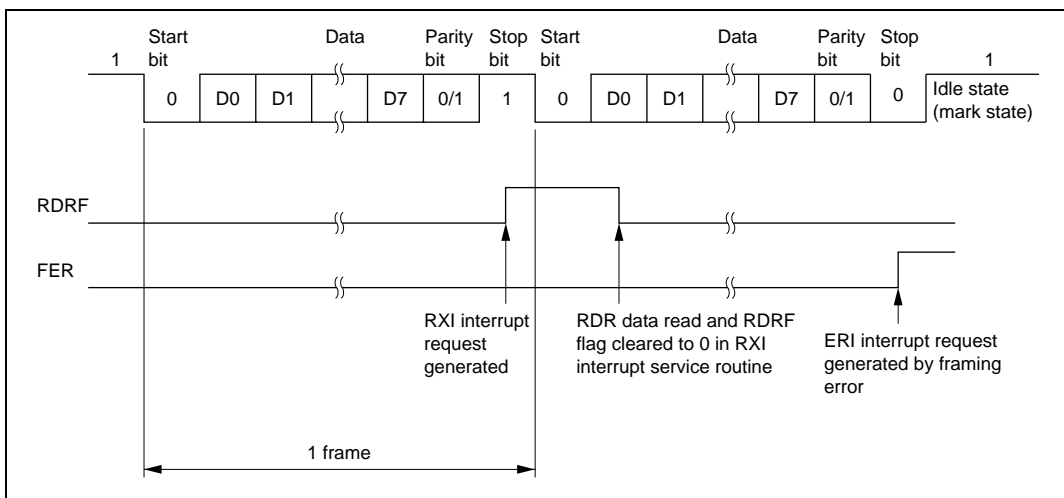 Start bit
Data
Parity bit
Stop bit
Start bit
Data
Parity bit
Stop bit
1
1
0
D0
D1
D7
0/1
1
0
D0
D1
D7
0/1
0
Idle state
(mark state)
RDRF
FER
RXI interrupt
request
generated
RDR data read and RDRF
flag cleared to 0 in RXI
interrupt service routine
ERI interrupt request
generated by framing
error
1 frame